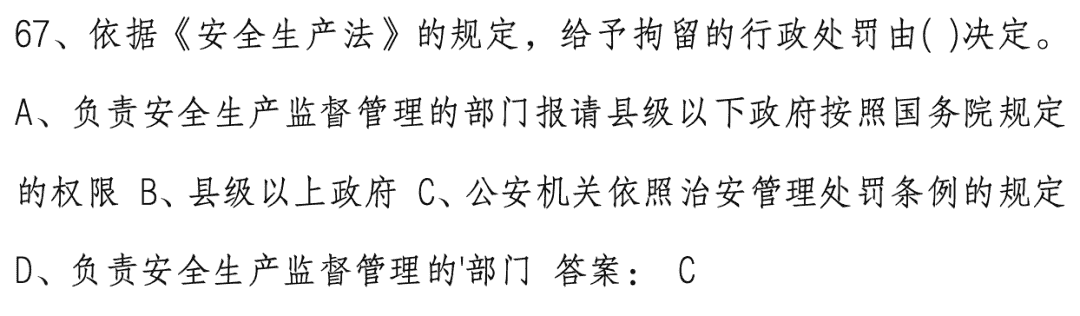 67、依据《安全生产法》的规定，给予拘留的行政处罚由( )决定。
A、负责安全生产监督管理的部门报请县级以下政府按照国务院规定
的权限 B、县级以上政府 C、公安机关依照治安管理处罚条例的规定
D、负责安全生产监督管理的'部门 答案： C